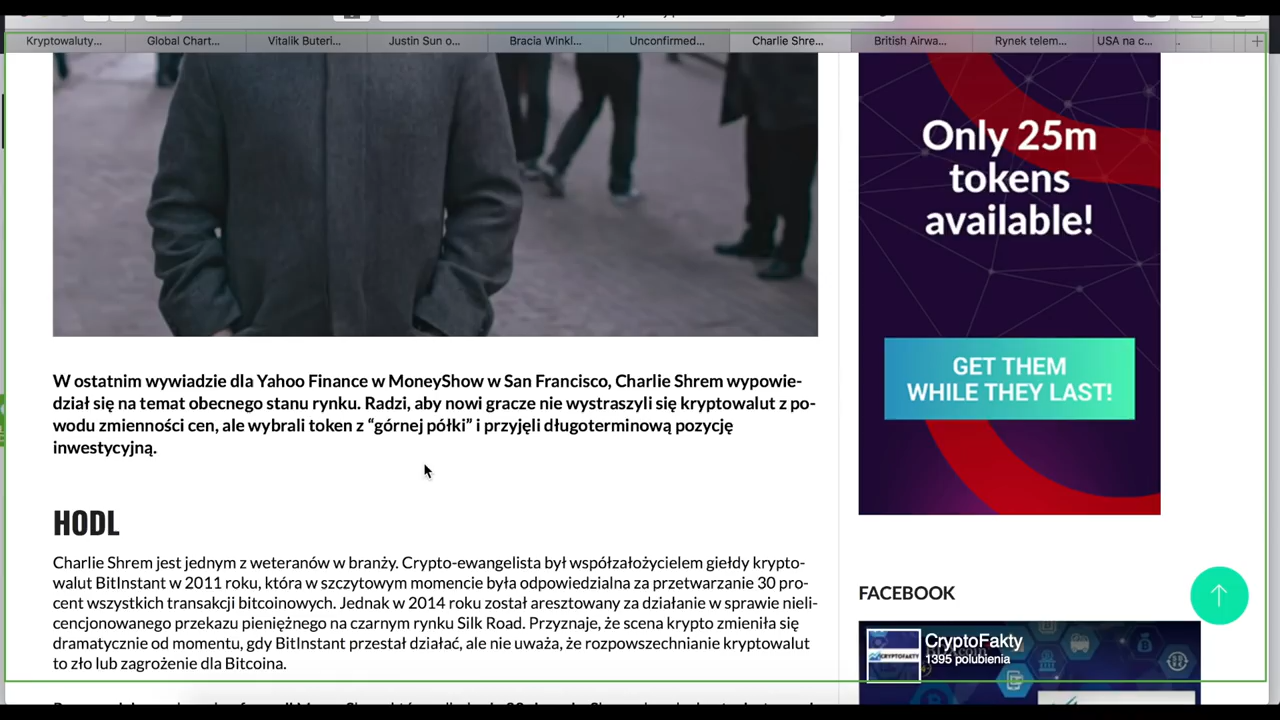 Kryptowaluty...
Global Chart...
Vitalik Buteri...
Justin Sun o...
Bracia Winkl...
Unconfirmed...
Charlie Shre...
British Airwa...
Rynek telem...
USA na c...
Only 25m
tokens
available!
GET THEM
WHILE THEY LAST!
W ostatnim wywiadzie dla Yahoo Finance w MoneyShow w San Francisco, Charlie Shrem wypowie-
dział się na temat obecnego stanu rynku. Radzi, aby nowi gracze nie wystraszyli się kryptowalut z po-
wodu zmienności cen, ale wybrali token z “górnej półki” i przyjęli długoterminową pozycję
inwestycyjną.
HODL
Charlie Shrem jest jednym z weteranów w branży. Crypto-ewangelista był współzałożycielem giełdy krypto-
walut BitInstant w 2011 roku, która w szczytowym momencie była odpowiedzialna za przetwarzanie 30 pro-
cent wszystkich transakcji bitcoinowych. Jednak w 2014 roku został aresztowany za działanie w sprawie nieli-
cencjonowanego przekazu pieniężnego na czarnym rynku Silk Road. Przyznaje, że scena krypto zmieniła się
dramatycznie od momentu, gdy BitInstant przestał działać, ale nie uważa, że rozpowszechnianie kryptowalut
to zło lub zagrożenie dla Bitcoina.
FACEBOOK
CryptoFakty
1395 polubienia
CRYPTOFAKTY